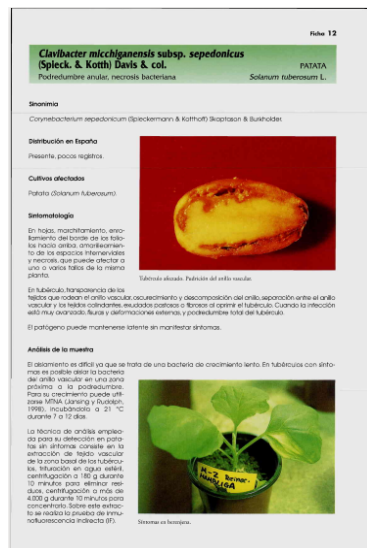 Ficha 12
Clavibacter micchiganensis subsp. sepedonicus
(Spieck. & Kotth) Davis & col.
PATATA
Podredumbre anular, necrosis bacteriana
Solanum tuberosum L.
Sinonimia
Corynebacterium sepedonicum (Spieckermann & Kotthoff) Skaptason & Burkholder.
Distribución en España
Presente, pocos registros.
Cultivos afectados
Patata (Solanum tuberosum).
Sintomatología
En hojas, marchitamiento, enro-
llamiento del borde de los folio-
los hacia arriba, amarilleamien-
to de los espacios internerviales
y necrosis, que puede afectar a
uno o varios tallos de la misma
planta.
Tubérculo afectado. Pudrición del anillo vascular.
En tubérculo, transparencia de los
tejidos que rodean el anillo vascular, oscurecimiento y descomposición del anillo, separación entre el anillo
vascular y los tejidos colindantes, exudados pastosos o fibrosos al oprimir el tubérculo. Cuando la infección
está muy avanzada, fisuras y deformaciones externas, y podredumbre total del tubérculo.
El patógeno puede mantenerse latente sin manifestar síntomas.
Análisis de la muestra
El aislamiento es difícil ya que se trata de una bacteria de crecimiento lento. En tubérculos con sínto-
mas es posible aislar la bacteria
del anillo vascular en una zona
próxima a la podredumbre.
Para su crecimiento puede utili-
zarse MTNA (Jansing y Rudolph,
1998), incubándola a 21 °C
durante 7 a 12 días.
La técnica de análisis emplea-
da para su detección en pata-
tas sin síntomas consiste en la
extracción de tejido vascular
de la zona basal de los tubércu-
los, trituración en agua estéril,
centrifugación a 180 g durante
10 minutos para eliminar resi-
duos, centrifugación a más de
4.000 g durante 10 minutos para
concentrarlo. Sobre este extrac-
to se realiza la prueba de inmu-
nofluorescencia indirecta (IF).
M-2 Reinor-
MANDLIGA
Síntomas en berenjena.